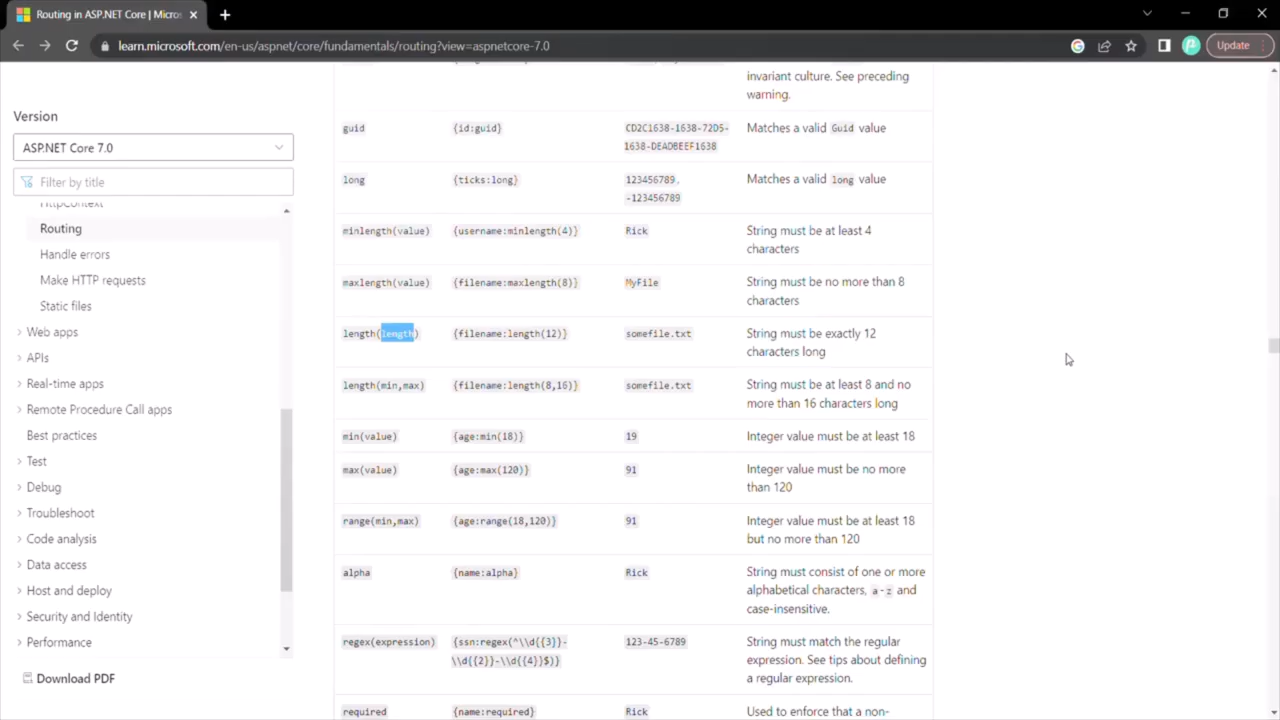 Routing in ASP.NET Core | Micros
learn.microsoft.com/en-us/aspnet/core/fundamentals/routing?view=aspnetcore-7.0
Update
Version
ASP.NET Core 7.0
Filter by title
HttpContext
Routing
Handle errors
Make HTTP requests
Static files
Web apps
APIs
Real-time apps
Remote Procedure Call apps
Best practices
Test
Debug
Troubleshoot
Code analysis
Data access
Host and deploy
Security and Identity
Performance
Download PDF
invariant culture. See preceding
warning.
guid {id:guid} CD2C1638-1638-72D5- Matches a valid Guid value
1638-DEADBEEF1638
long {ticks:long} 123456789, Matches a valid long value
-123456789
minlength(value) {username:minlength(4)} Rick String must be at least 4
characters
maxlength(value) {filename:maxlength(8)} MyFile String must be no more than 8
characters
length(length) {filename:length(12)} somefile.txt String must be exactly 12
characters long
length(min,max) {filename:length(8,16)} somefile.txt String must be at least 8 and no
more than 16 characters long
min(value) {age:min(18)} 19 Integer value must be at least 18
max(value) {age:max(120)} 91 Integer value must be no more
than 120
range(min,max) {age:range(18,120)} 91 Integer value must be at least 18
but no more than 120
alpha {name:alpha} Rick String must consist of one or more
alphabetical characters, a-z and
case-insensitive.
regex(expression) {ssn:regex(^\\d{{3}}- 123-45-6789 String must match the regular
\\d{{2}}-\\d{{4}}$)} expression. See tips about defining
a regular expression.
required {name:required} Rick Used to enforce that a non-